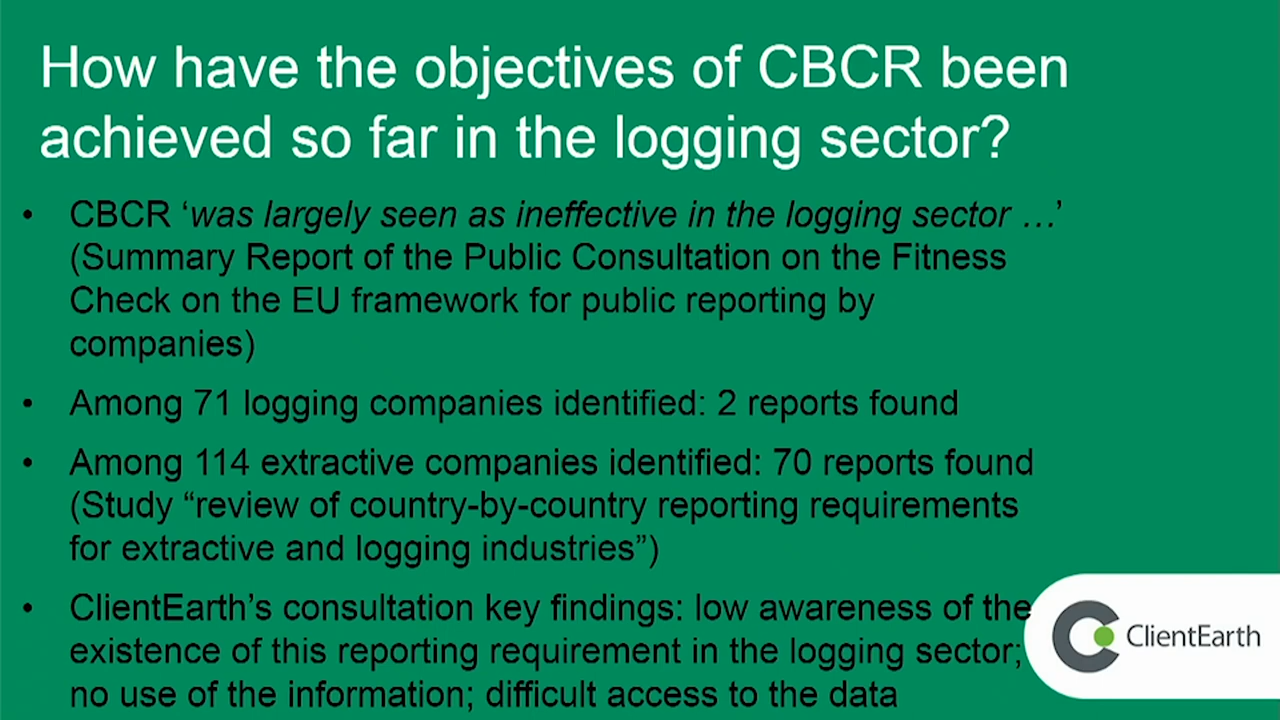 How have the objectives of CBCR been
achieved so far in the logging sector?
• CBCR ‘was largely seen as ineffective in the logging sector …’
(Summary Report of the Public Consultation on the Fitness
Check on the EU framework for public reporting by
companies)
• Among 71 logging companies identified: 2 reports found
• Among 114 extractive companies identified: 70 reports found
(Study “review of country-by-country reporting requirements
for extractive and logging industries”)
• ClientEarth’s consultation key findings: low awareness of the
existence of this reporting requirement in the logging sector;
no use of the information; difficult access to the data
ClientEarth